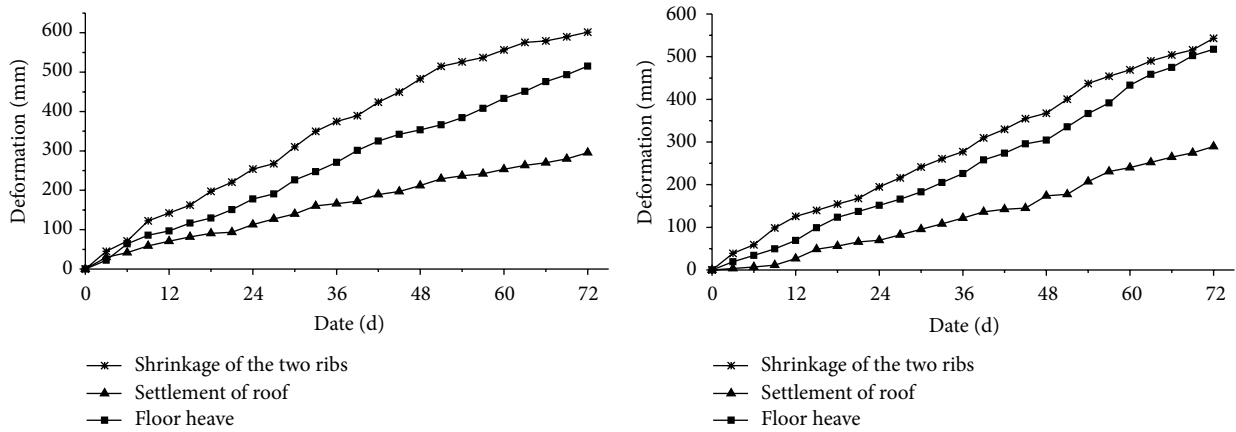 600
500
400
300
200
100
0
Deformation (mm)
0 12 24 36 48 60 72
Date (d)
Shrinkage of the two ribs
Settlement of roof
Floor heave
600
500
400
300
200
100
0
Deformation (mm)
0 12 24 36 48 60 72
Date (d)
Shrinkage of the two ribs
Settlement of roof
Floor heave